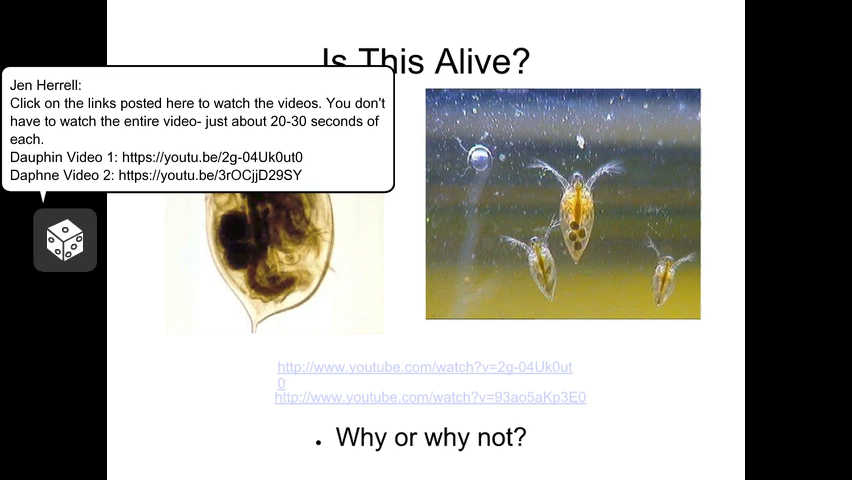 Is This Alive?
Jen Herrell:
Click on the links posted here to watch the videos. You don't
have to watch the entire video- just about 20-30 seconds of
each.
Dauphin Video 1: https://youtu.be/2g-04Uk0ut0
Daphne Video 2: https://youtu.be/3rOCjjD29SY
http://www.youtube.com/watch?v=2g-04Uk0ut
0
http://www.youtube.com/watch?v=93ao5aKp3E0
• Why or why not?